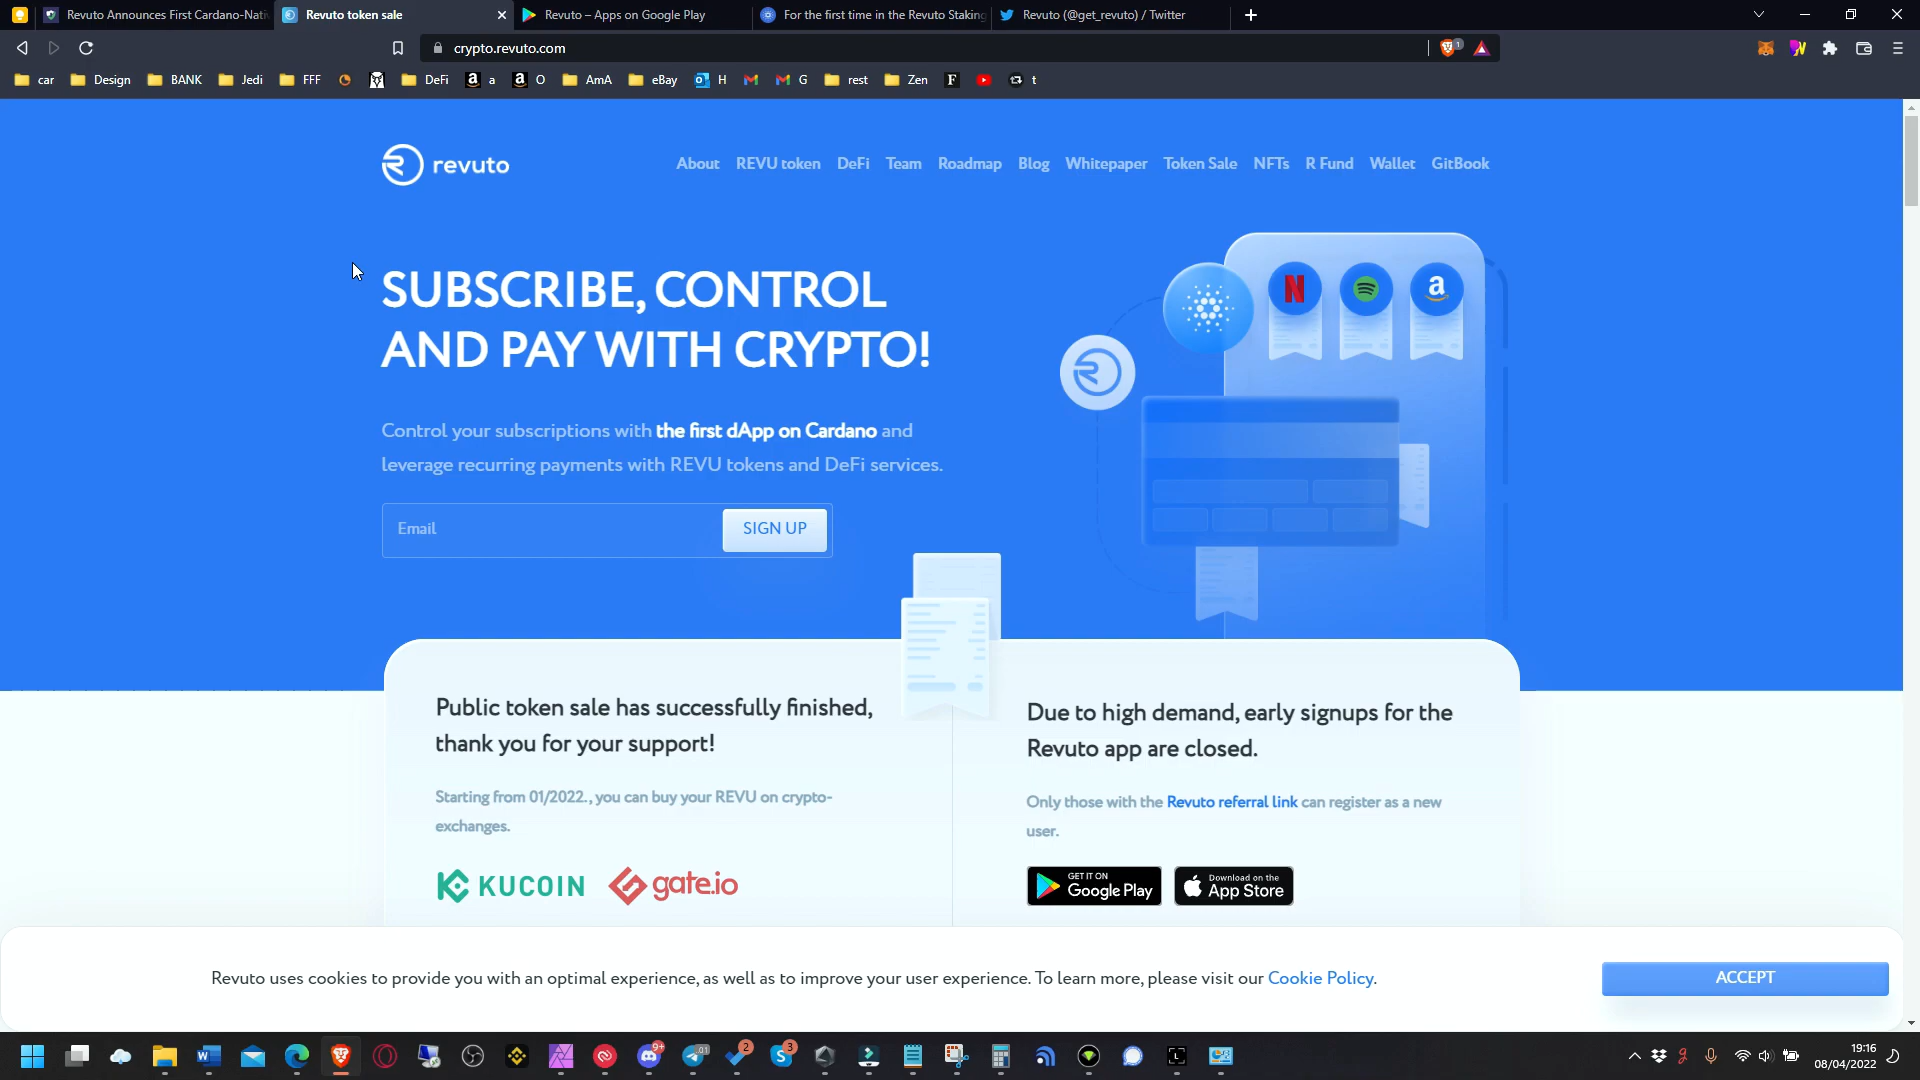 Revuto Announces First Cardano-Nati
Revuto token sale
Revuto – Apps on Google Play
For the first time in the Revuto Staking
Revuto (@get_revuto) / Twitter
crypto.revuto.com
1
car
Design
BANK
Jedi
FFF
DeFi
a
O
AmA
eBay
H
G
rest
Zen
F
t
revuto
About
REVU token
DeFi
Team
Roadmap
Blog
Whitepaper
Token Sale
NFTs
R Fund
Wallet
GitBook
SUBSCRIBE, CONTROL
AND PAY WITH CRYPTO!
Control your subscriptions with the first dApp on Cardano and
leverage recurring payments with REVU tokens and DeFi services.
Email
SIGN UP
Public token sale has successfully finished,
thank you for your support!
Starting from 01/2022., you can buy your REVU on crypto-
exchanges.
KUCOIN
gate.io
Due to high demand, early signups for the
Revuto app are closed.
Only those with the Revuto referral link can register as a new
user.
GET IT ON
Google Play
Download on the
App Store
Revuto uses cookies to provide you with an optimal experience, as well as to improve your user experience. To learn more, please visit our Cookie Policy.
ACCEPT
9+
2
3
19:16
08/04/2022